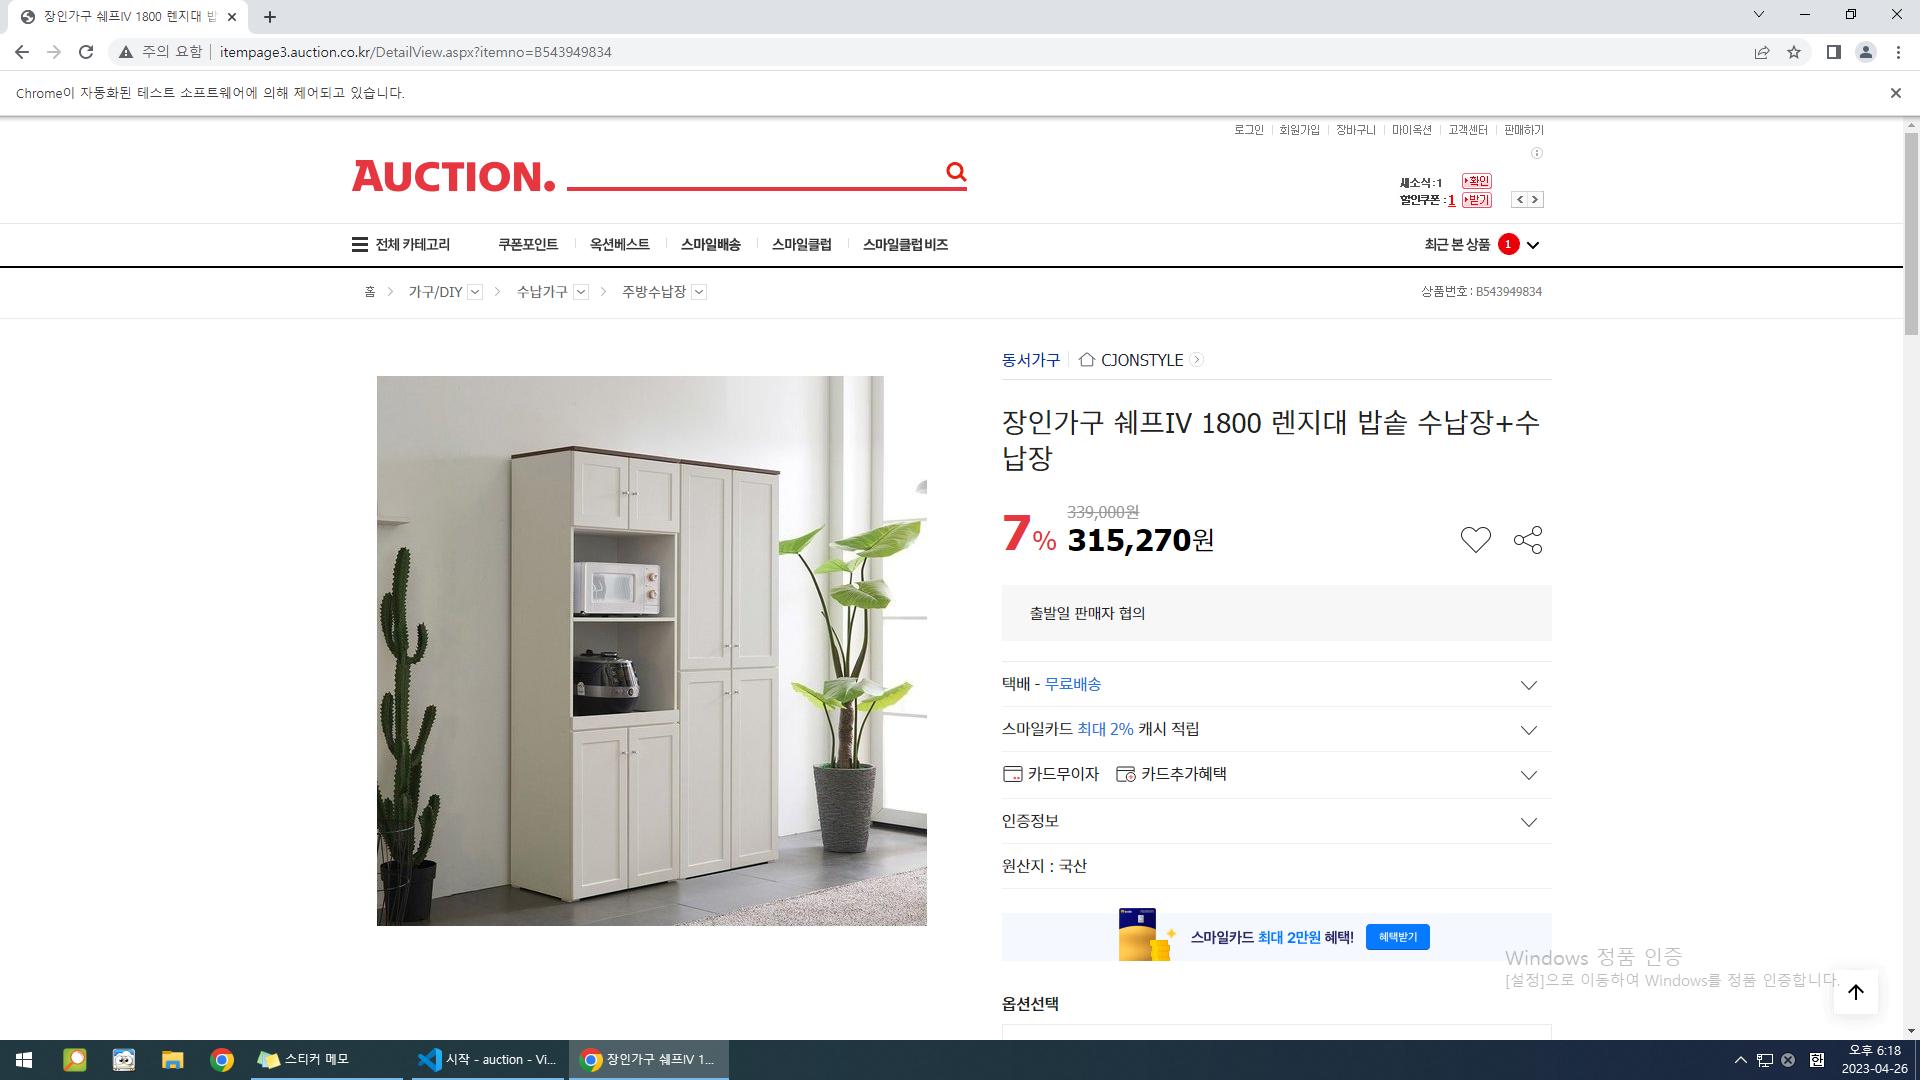 장인가구 쉐프IV 1800 렌지대 밥
주의 요함
itempage3.auction.co.kr/DetailView.aspx?itemno=B543949834
Chrome이 자동화된 테스트 소프트웨어에 의해 제어되고 있습니다.
로그인 회원가입 장바구니 마이옥션 고객센터 판매하기
AUCTION.
새소식 : 1 확인
할인쿠폰 : 1 받기
전체 카테고리 쿠폰포인트 옥션베스트 스마일배송 스마일클럽 스마일클럽 비즈 최근 본 상품 1
홈 가구/DIY 수납가구 주방수납장 상품번호 : B543949834
동서가구 CJONSTYLE
장인가구 쉐프IV 1800 렌지대 밥솥 수납장+수
납장
339,000원
7% 315,270원
출발일 판매자 협의
택배 - 무료배송
스마일카드 최대 2% 캐시 적립
카드무이자 카드추가혜택
인증정보
원산지 : 국산
스마일카드 최대 2만원 혜택! 혜택받기
Windows 정품 인증
[설정]으로 이동하여 Windows를 정품 인증합니다.
옵션선택
스티커 메모 시작 - auction - Vi... 장인가구 쉐프IV 1... 한
오후 6:18
2023-04-26